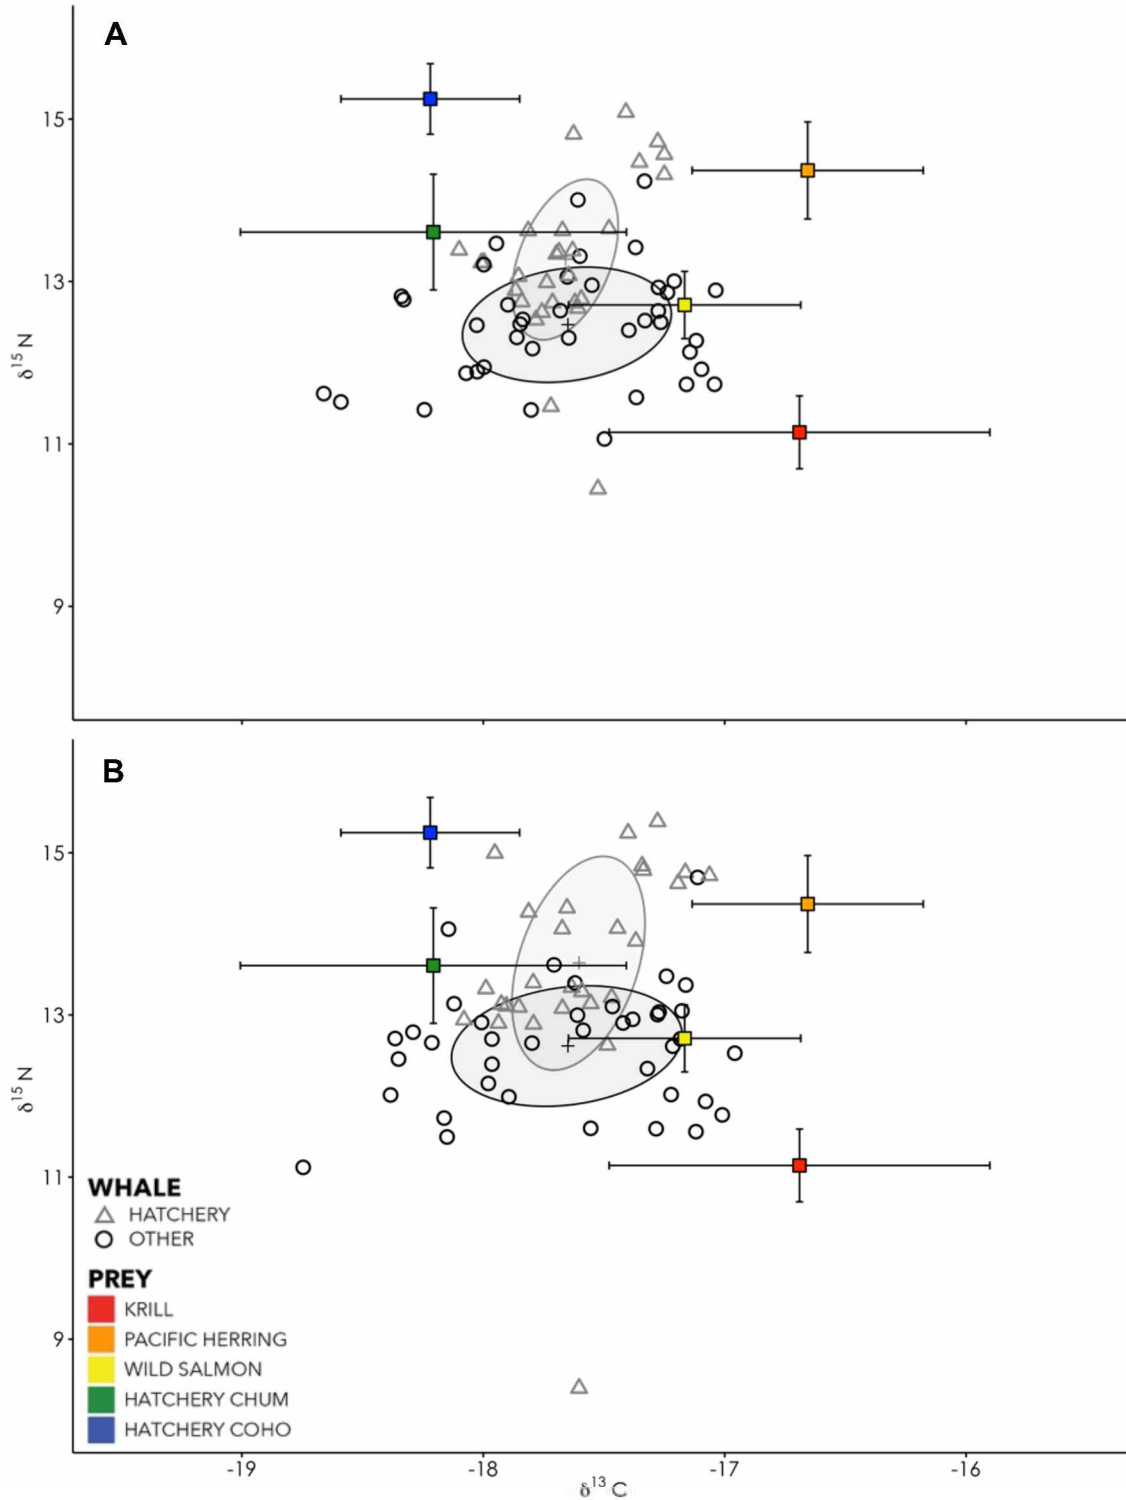 A
15
13
δ15 N
11
9
B
15
13
δ15 N
11
WHALE
HATCHERY
OTHER
PREY
KRILL
PACIFIC HERRING
9
WILD SALMON
HATCHERY CHUM
HATCHERY COHO
-19 -18 -17 -16
δ13 C